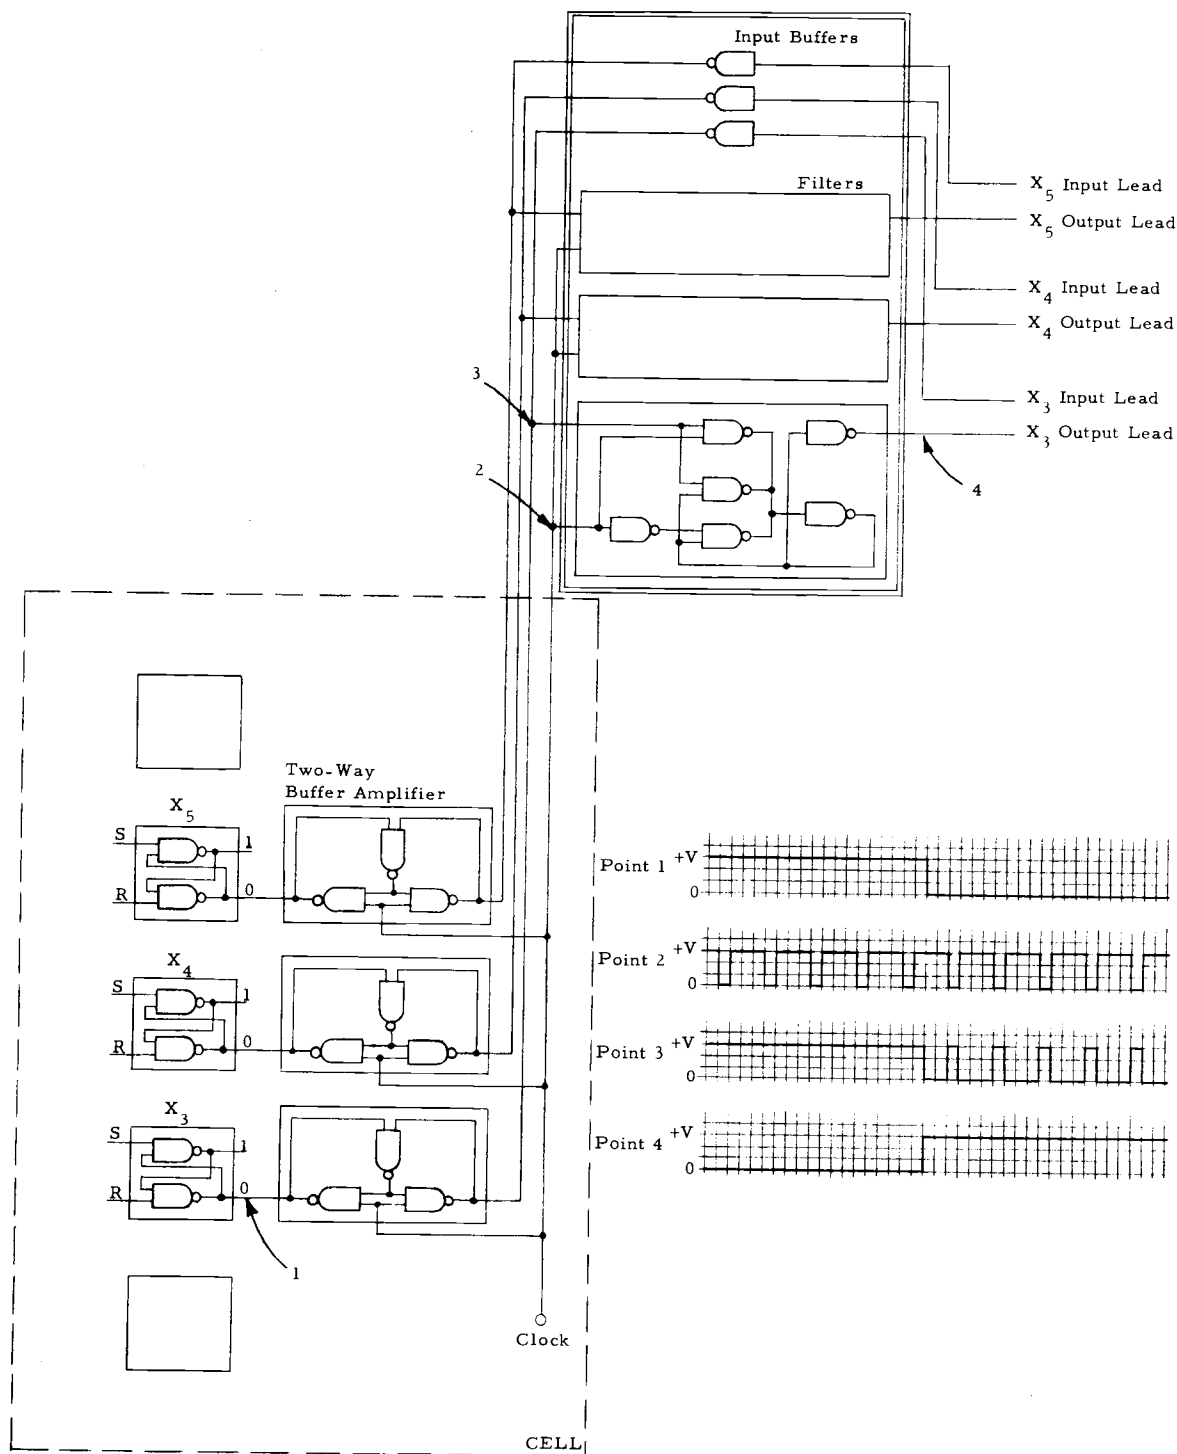 Input Buffers
Filters
X5 Input Lead
X5 Output Lead
X4 Input Lead
X4 Output Lead
X3 Input Lead
X3 Output Lead
3
2
4
Two-Way
Buffer Amplifier
X5
S
1
R
0
X4
S
1
R
0
X3
S
1
R
0
1
Clock
CELL
Point 1
+V
0
Point 2
+V
0
Point 3
+V
0
Point 4
+V
0